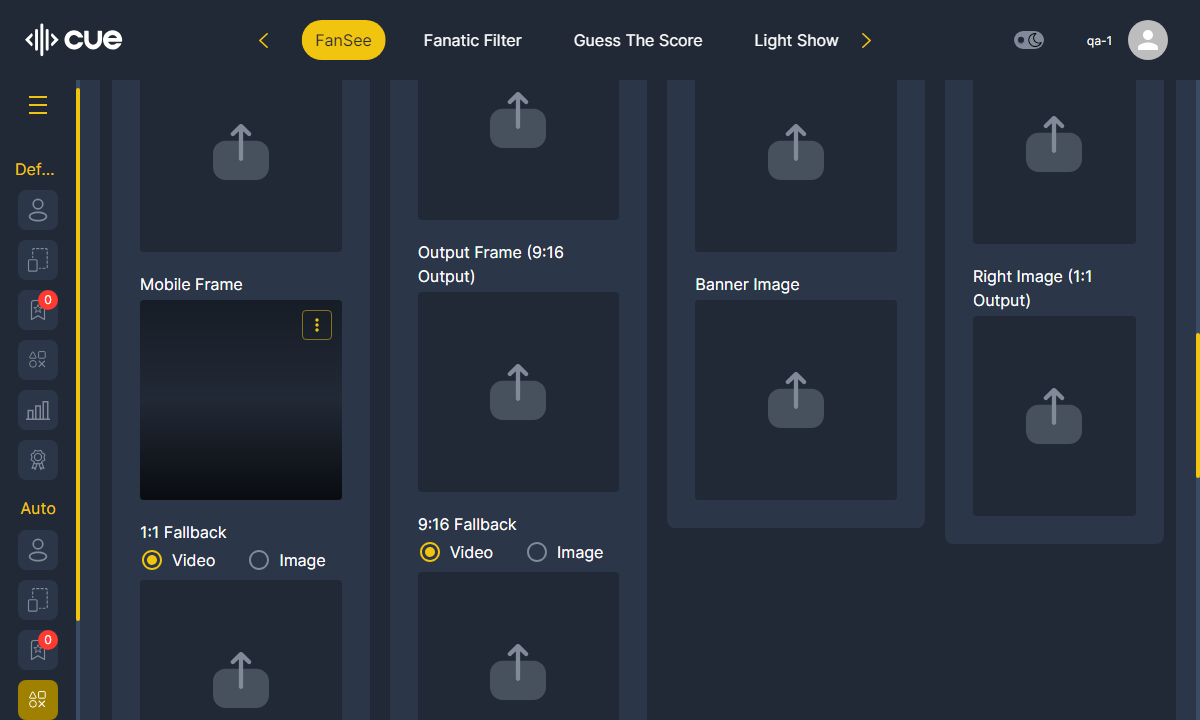 cue
FanSee
Fanatic Filter
Guess The Score
Light Show
qa-1
Def...
0
Auto
0
Mobile Frame
1:1 Fallback
Video
Image
Output Frame (9:16
Output)
9:16 Fallback
Video
Image
Banner Image
Right Image (1:1
Output)